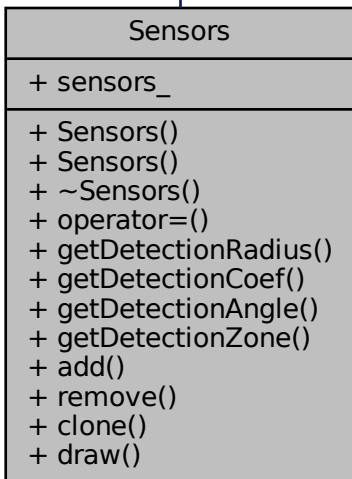 Sensors
+ sensors_
+ Sensors()
+ Sensors()
+ ~Sensors()
+ operator=()
+ getDetectionRadius()
+ getDetectionCoef()
+ getDetectionAngle()
+ getDetectionZone()
+ add()
+ remove()
+ clone()
+ draw()